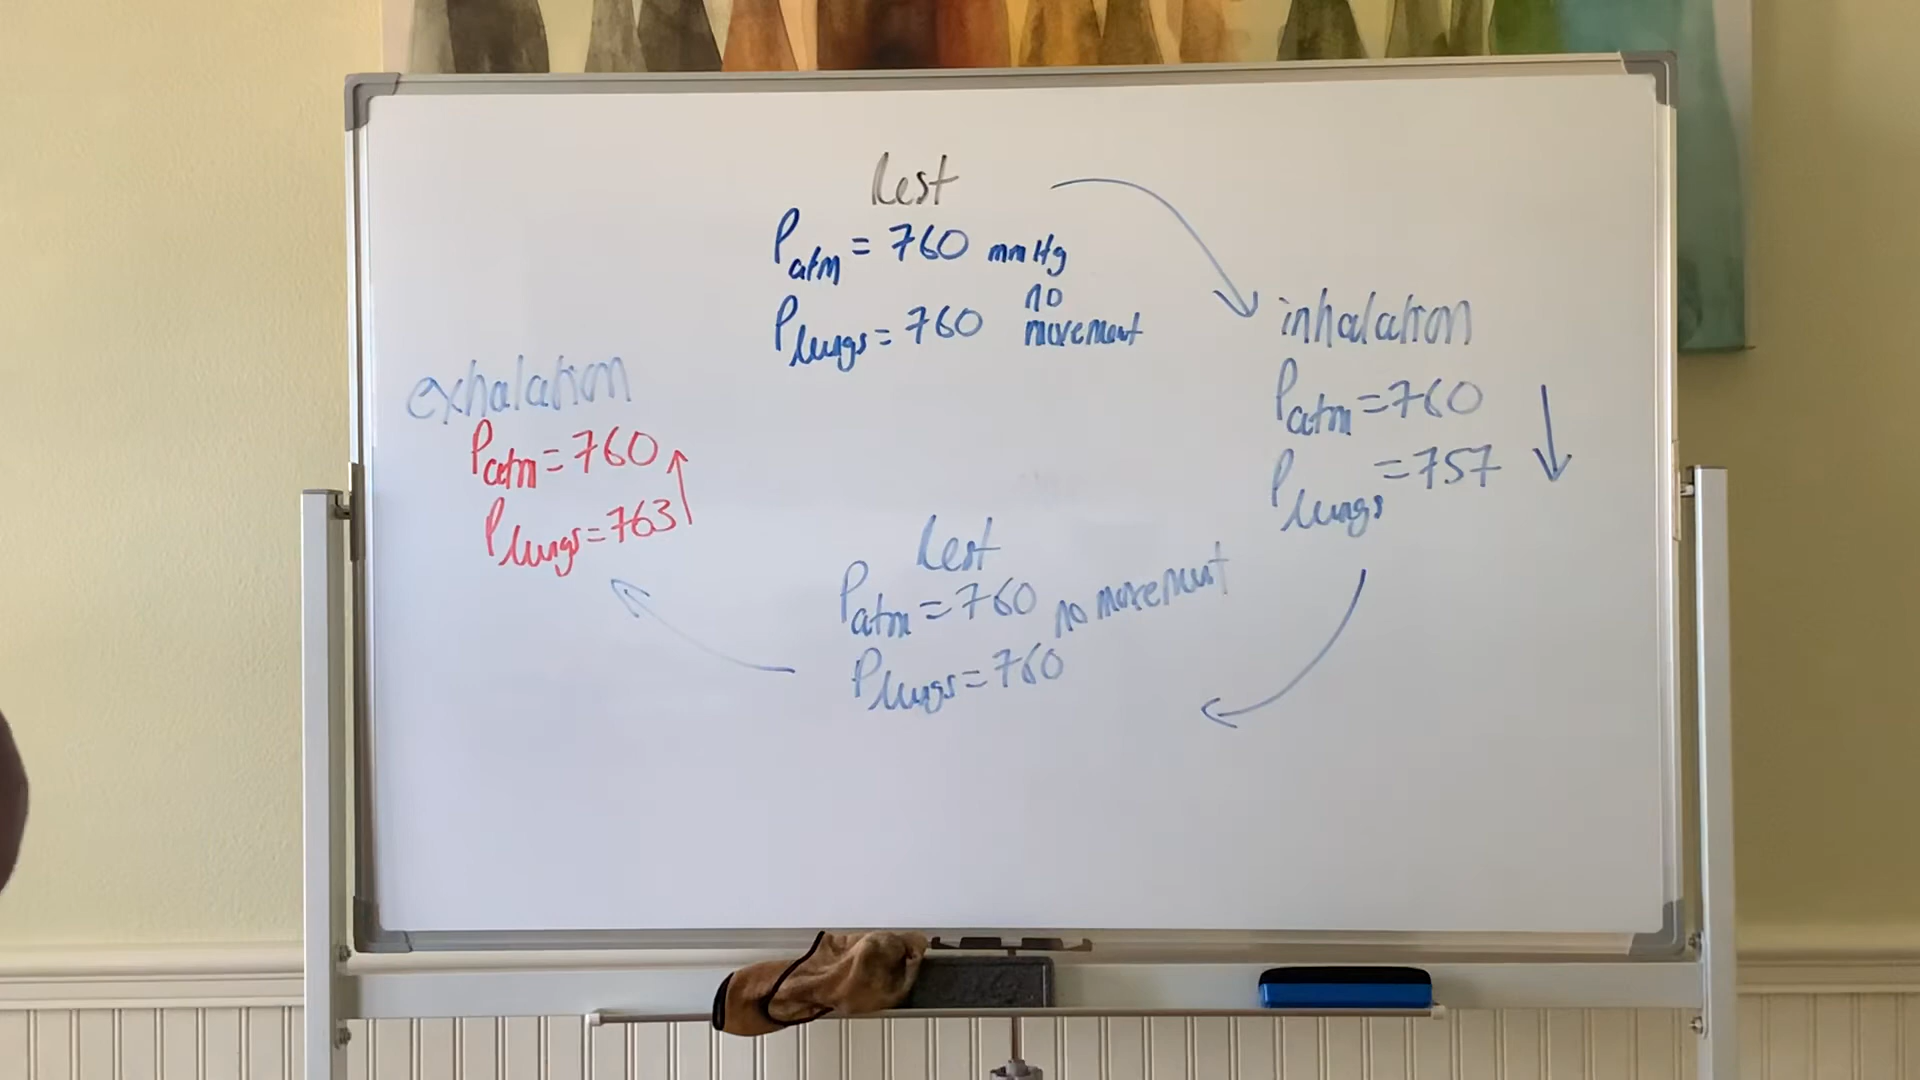 Rest
Patm = 760 mmHg
Plungs = 760 no movement
inhalation
Patm = 760
Plungs = 757
Rest
Patm = 760 no movement
Plungs = 760
exhalation
Patm = 760
Plungs = 763